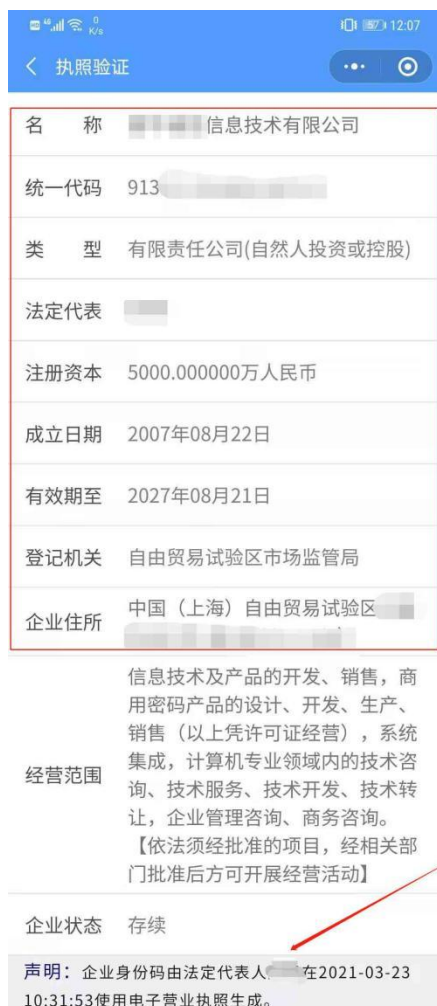 0
K/s
57 12:07
执照验证
名 称 信息技术有限公司
统一代码 913
类 型 有限责任公司(自然人投资或控股)
法定代表
注册资本 5000.000000万人民币
成立日期 2007年08月22日
有效期至 2027年08月21日
登记机关 自由贸易试验区市场监管局
企业住所 中国（上海）自由贸易试验区
经营范围
信息技术及产品的开发、销售，商
用密码产品的设计、开发、生产、
销售（以上凭许可证经营），系统
集成，计算机专业领域内的技术咨
询、技术服务、技术开发、技术转
让，企业管理咨询、商务咨询。
【依法须经批准的项目，经相关部
门批准后方可开展经营活动】
企业状态 存续
声明：企业身份码由法定代表人 在2021-03-23
10:31:53使用电子营业执照生成。